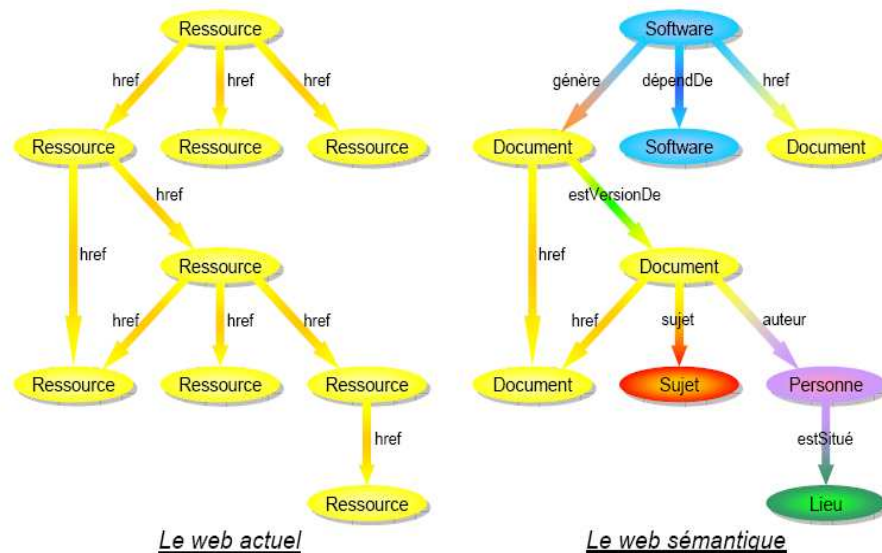 Ressource
href
href
href
Ressource
Ressource
Ressource
href
href
Ressource
href
href
href
Ressource
Ressource
Ressource
href
Ressource
Le web actuel
Software
génère
dépendDe
href
Document
Software
Document
estVersionDe
href
Document
href
sujet
auteur
Document
Sujet
Personne
estSitué
Lieu
Le web sémantique